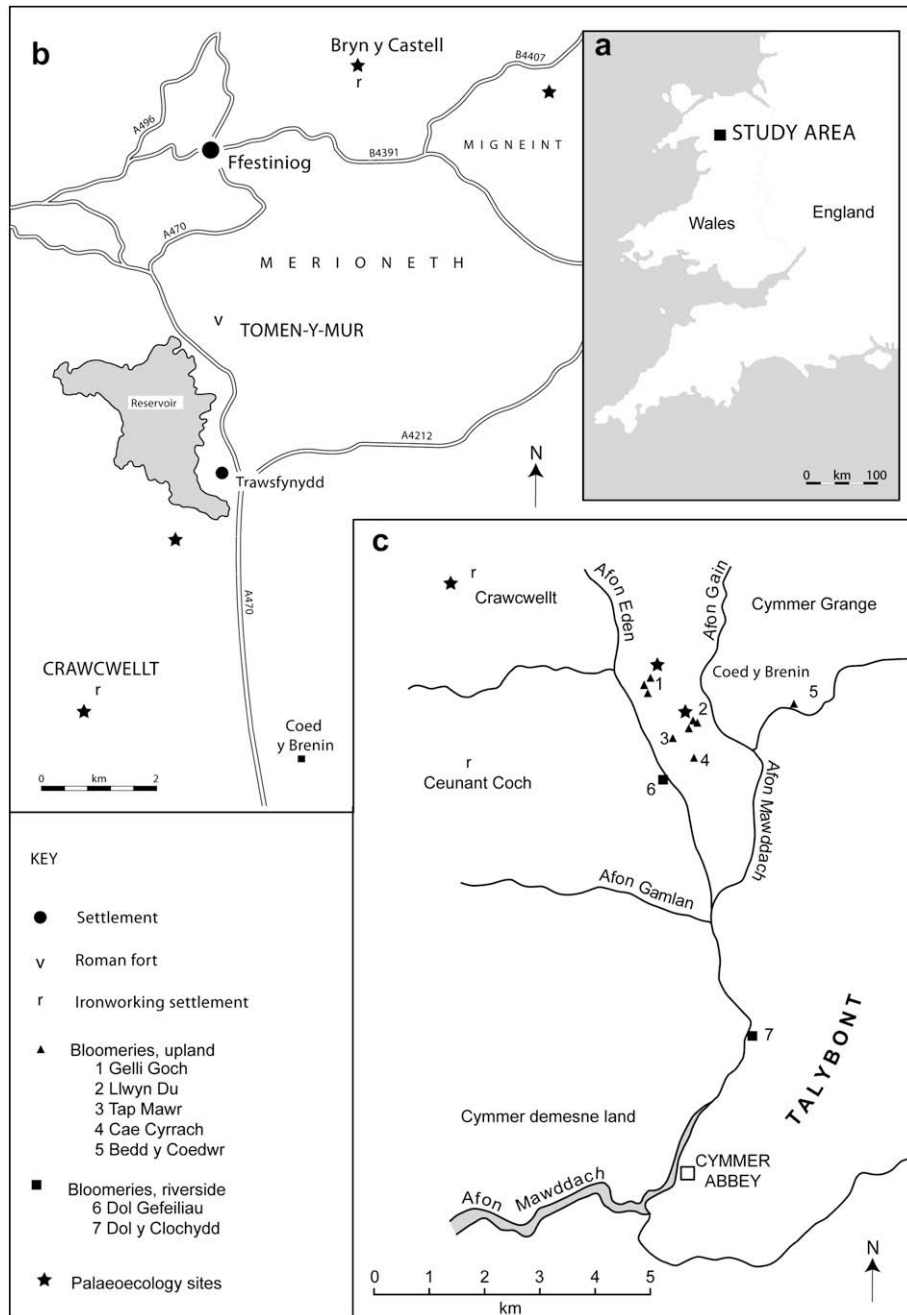 b
Bryn y Castell
r
B4407
A496
Ffestiniog
B4391
MIGNEINT
A470
MERIONETH
v
TOMEN-Y-MUR
Reservoir
A4212
Trawsfynydd
N
A470
CRAWCWELLT
r
Coed
y Brenin
0 km 2
a
STUDY AREA
Wales
England
0 km 100
c
r
Crawcwellt
Afon Eden
Afon Gain
Cymmer Grange
Coed y Brenin
1
2
3
4
5
r
Ceunant Coch
6
Afon Mawddach
Afon Gamlan
7
TALYBONT
Cymmer demesne land
CYMMER
ABBEY
Afon Mawddach
N
0 1 2 3 4 5
km
KEY
Settlement
v Roman fort
r Ironworking settlement
Bloomeries, upland
1 Gelli Goch
2 Llwyn Du
3 Tap Mawr
4 Cae Cyrrach
5 Bedd y Coedwr
Bloomeries, riverside
6 Dol Gefeiliau
7 Dol y Clochydd
Palaeoecology sites